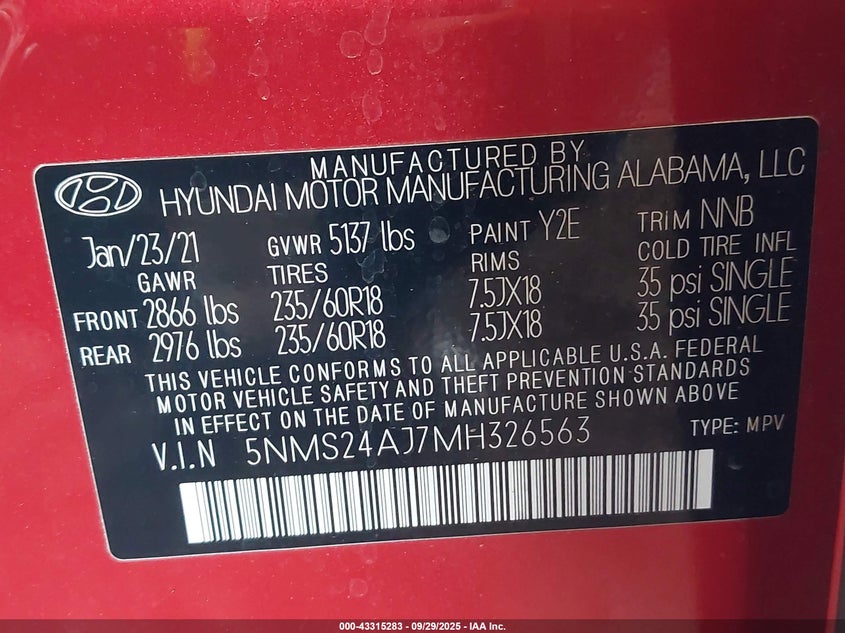 MANUFACTURED BY
HYUNDAI MOTOR MANUFACTURING ALABAMA, LLC
Jan/23/21 GVWR 5137 lbs PAINT Y2E TRIM NNB
GAWR TIRES RIMS COLD TIRE INFL
FRONT 2866 lbs 235/60R18 7.5JX18 35 psi SINGLE
REAR 2976 lbs 235/60R18 7.5JX18 35 psi SINGLE
THIS VEHICLE CONFORMS TO ALL APPLICABLE U.S.A. FEDERAL
MOTOR VEHICLE SAFETY AND THEFT PREVENTION STANDARDS
IN EFFECT ON THE DATE OF MANUFACTURE SHOWN ABOVE
V.I.N 5NMS24AJ7MH326563 TYPE: MPV
000-43315283 - 09/29/2025 - IAA Inc.